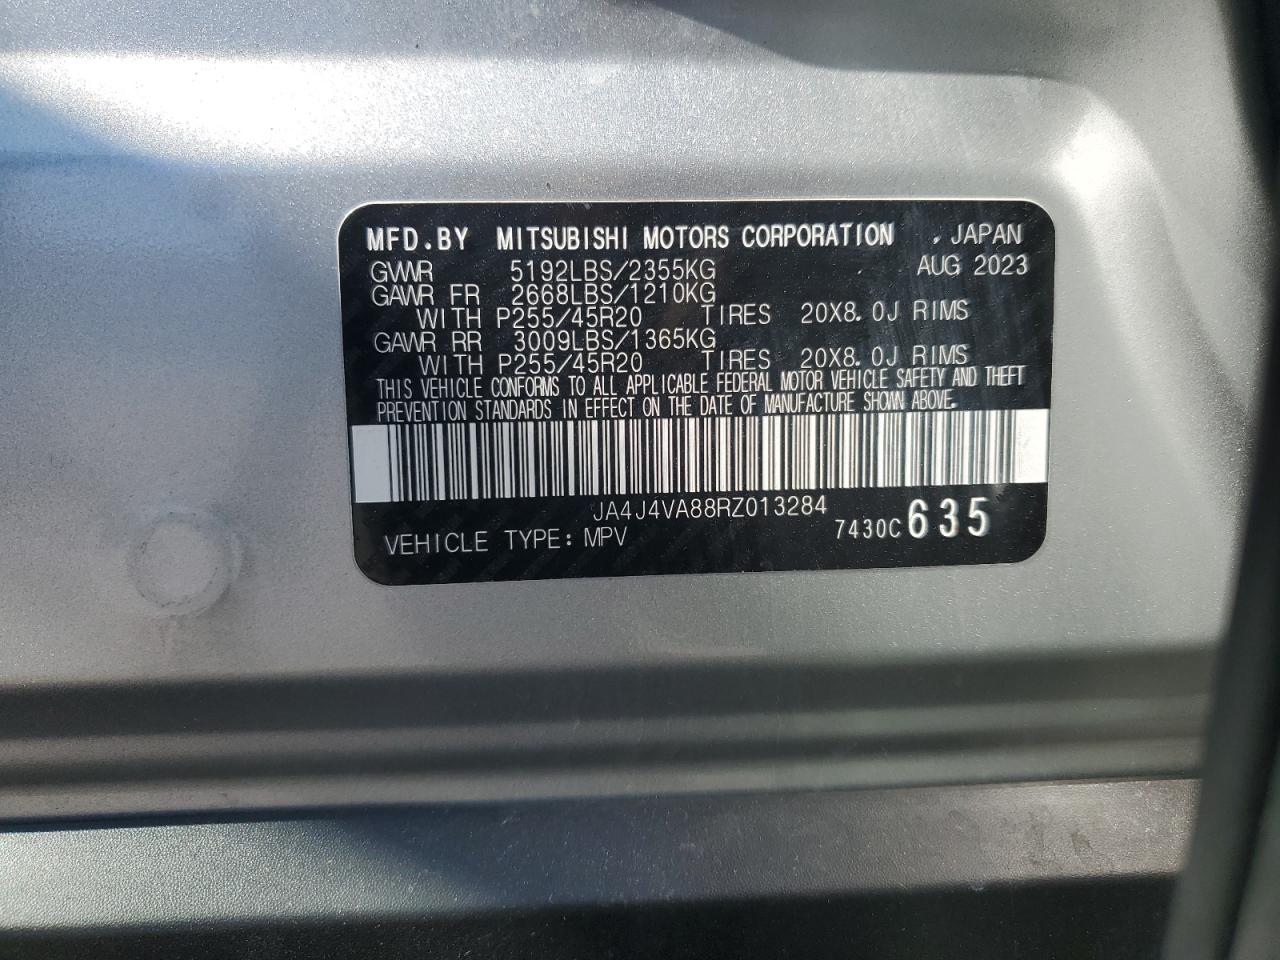 MFD.BY MITSUBISHI MOTORS CORPORATION , JAPAN
GVWR 5192LBS/2355KG AUG 2023
GAWR FR 2668LBS/1210KG
WITH P255/45R20 TIRES 20X8.0J RIMS
GAWR RR 3009LBS/1365KG
WITH P255/45R20 TIRES 20X8.0J RIMS
THIS VEHICLE CONFORMS TO ALL APPLICABLE FEDERAL MOTOR VEHICLE SAFETY AND THEFT
PREVENTION STANDARDS IN EFFECT ON THE DATE OF MANUFACTURE SHOWN ABOVE.
JA4J4VA88RZ013284
VEHICLE TYPE: MPV 7430C 635